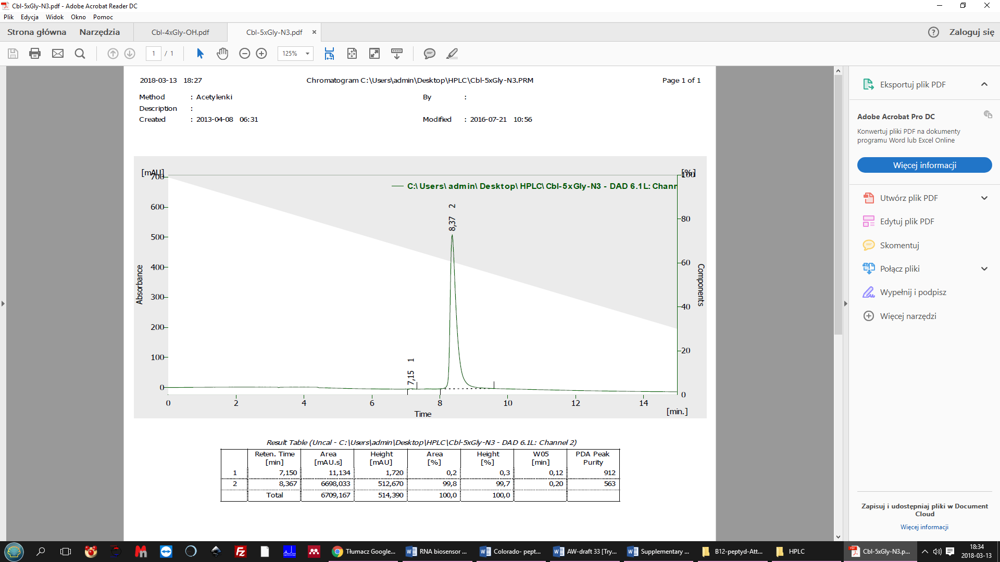 Cbl-5xGly-N3.pdf - Adobe Acrobat Reader DC
Plik Edycja Widok Okno Pomoc
Strona główna Narzędzia Cbl-4xGly-OH.pdf Cbl-5xGly-N3.pdf × Zaloguj się
1 / 1 125%
2018-03-13 18:27 Chromatogram C:\Users\admin\Desktop\HPLC\Cbl-5xGly-N3.PRM Page 1 of 1
Method : Acetylenki By :
Description :
Created : 2013-04-08 06:31 Modified : 2016-07-21 10:56
[mAU] [%]
700 100
C:\Users\admin\Desktop\HPLC\Cbl-5xGly-N3 - DAD 6.1L: Chann
600
80
500
60
400
300
40
200
20
100
0
0
Absorbance
Components
8,37 2
7,15 1
0 2 4 6 8 10 12 14
Time [min.]
Result Table (Uncal - C:\Users\admin\Desktop\HPLC\Cbl-5xGly-N3 - DAD 6.1L: Channel 2)
Reten. Time Area Height Area Height W05 PDA Peak
[min] [mAU.s] [mAU] [%] [%] [min] Purity
1 7,150 11,134 1,720 0,2 0,3 0,12 912
2 8,367 6698,033 512,670 99,8 99,7 0,20 563
Total 6709,167 514,390 100,0 100,0
Eksportuj plik PDF
Adobe Acrobat Pro DC
Konwertuj pliki PDF na dokumenty
programu Word lub Excel Online
Więcej informacji
Utwórz plik PDF
Edytuj plik PDF
Skomentuj
Połącz pliki
Wypełnij i podpisz
Więcej narzędzi
Zapisuj i udostępniaj pliki w Document
Cloud
Więcej informacji
Tłumacz Google... RNA biosensor ... Colorado- pept... AW-draft 33 [Try... Supplementary ... B12-peptyd-Att... HPLC Cbl-5xGly-N3.p... 18:34
2018-03-13